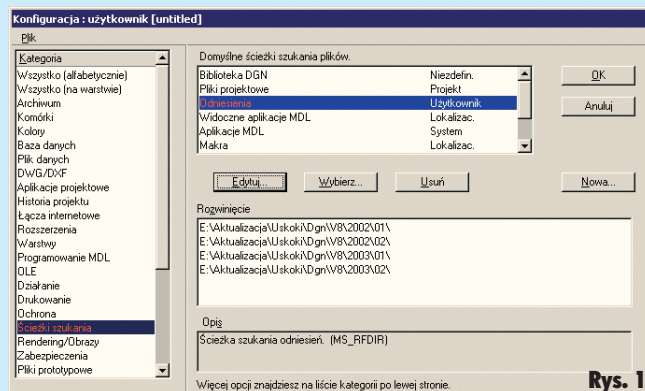 Konfiguracja : użytkownik [untitled]
Plik
Kategoria
Wszystko (alfabetycznie)
Wszystko (na warstwie)
Archiwum
Komórki
Kolory
Baza danych
Plik danych
DWG/DXF
Aplikacje projektowe
Historia projektu
Łącza internetowe
Rozszerzenia
Warstwy
Programowanie MDL
OLE
Działanie
Drukowanie
Ochrona
Ścieżki szukania
Rendering/Obrazy
Zabezpieczenia
Pliki prototypowe
Domyślne ścieżki szukania plików.
Biblioteka DGN Niezdefin.
Pliki projektowe Projekt
Odniesienia Użytkownik
Widoczne aplikacje MDL Lokalizac.
Aplikacje MDL System
Makra Lokalizac.
OK
Anuluj
Edytuj... Wybierz... Usuń Nowa...
Rozwinięcie
E:\Aktualizacja\Uskoki\Dgn\V8\2002\01\
E:\Aktualizacja\Uskoki\Dgn\V8\2002\02\
E:\Aktualizacja\Uskoki\Dgn\V8\2003\01\
E:\Aktualizacja\Uskoki\Dgn\V8\2003\02\
Opis
Ścieżka szukania odniesień. (MS_RFDIR)
Więcej opcji znajdziesz na liście kategorii po lewej stronie.
Rys. 1